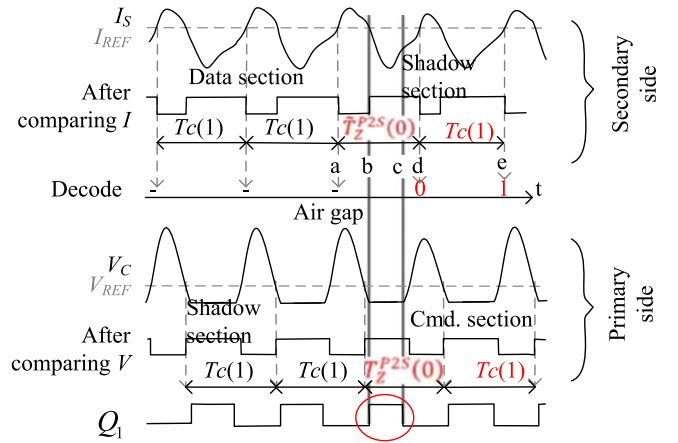 I_S
I_REF
Data section
Shadow section
After comparing I
Tc(1)
Tc(1)
T̃_Z^P2S(0)
Tc(1)
Secondary side
a
b
c
d
e
Decode
-
-
-
0
1
t
Air gap
V_C
V_REF
Shadow section
Cmd. section
After comparing V
Tc(1)
Tc(1)
T_Z^P2S(0)
Tc(1)
Primary side
Q_1